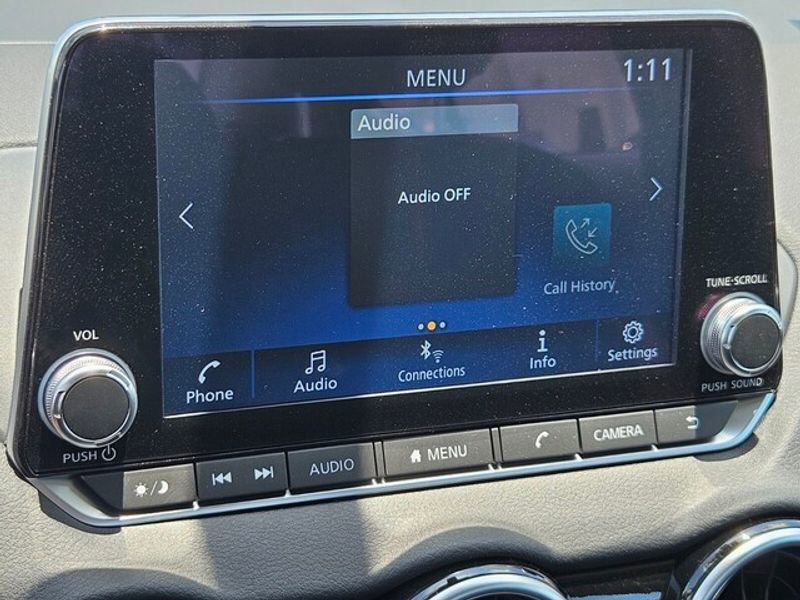 MENU
1:11
Audio
Audio OFF
Call History
TUNE·SCROLL
VOL
Phone
Audio
Connections
Info
Settings
PUSH SOUND
PUSH
AUDIO
MENU
CAMERA